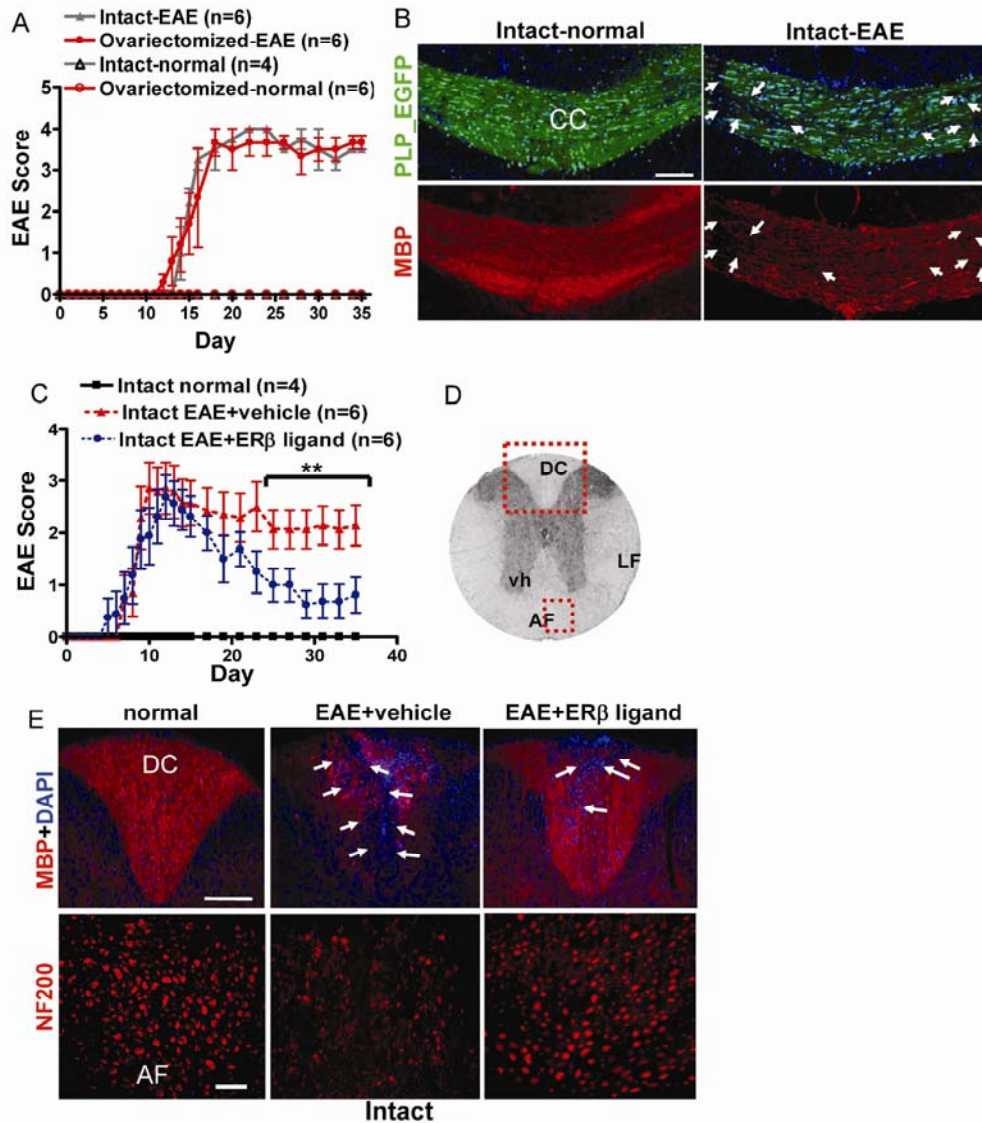 A
Intact-EAE (n=6)
Ovariectomized-EAE (n=6)
Intact-normal (n=4)
Ovariectomized-normal (n=6)
EAE Score
5
4
3
2
1
0
0 5 10 15 20 25 30 35
Day
B
Intact-normal
Intact-EAE
PLP_EGFP
CC
MBP
C
Intact normal (n=4)
Intact EAE+vehicle (n=6)
Intact EAE+ERβ ligand (n=6)
EAE Score
4
3
2
1
0
0 10 20 30 40
**
Day
D
DC
LF
vh
AF
E
normal
EAE+vehicle
EAE+ERβ ligand
MBP+DAPI
DC
NF200
AF
Intact